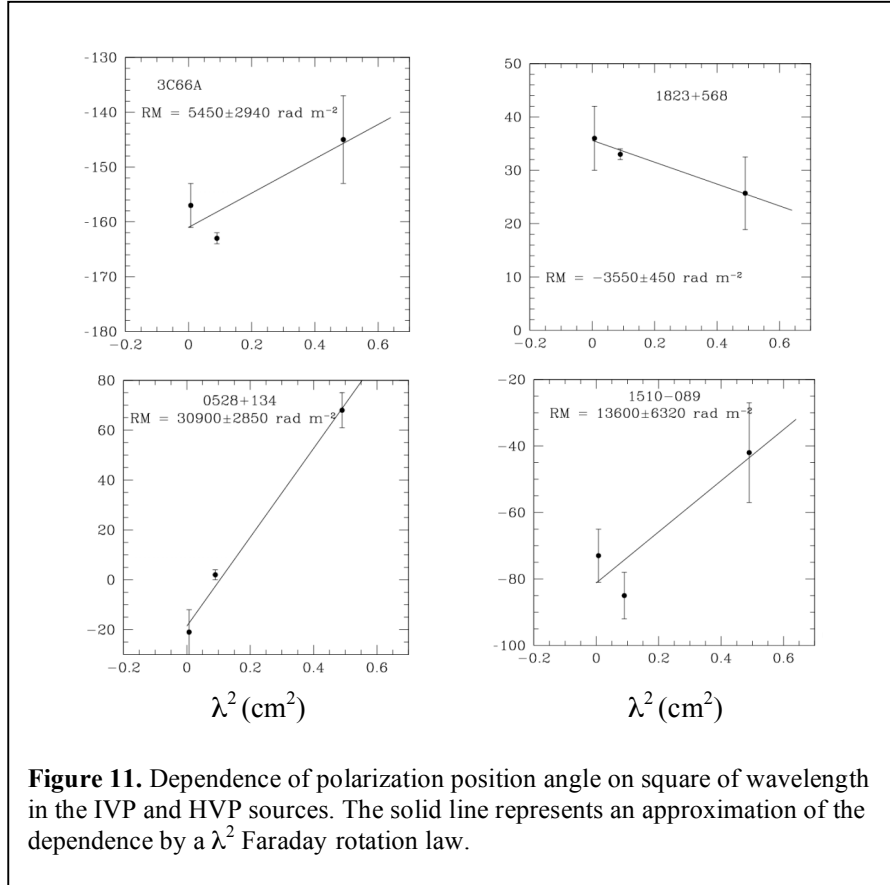 3C66A
RM = 5450±2940 rad m⁻²
-130
-140
-150
-160
-170
-180
-0.2 0 0.2 0.4 0.6
1823+568
RM = −3550±450 rad m⁻²
50
40
30
20
10
0
−0.2 0 0.2 0.4 0.6
0528+134
RM = 30900±2850 rad m⁻²
80
60
40
20
0
−20
−0.2 0 0.2 0.4 0.6
λ² (cm²)
1510−089
RM = 13600±6320 rad m⁻²
−20
−40
−60
−80
−100
−0.2 0 0.2 0.4 0.6
λ² (cm²)
Figure 11. Dependence of polarization position angle on square of wavelength
in the IVP and HVP sources. The solid line represents an approximation of the
dependence by a λ² Faraday rotation law.